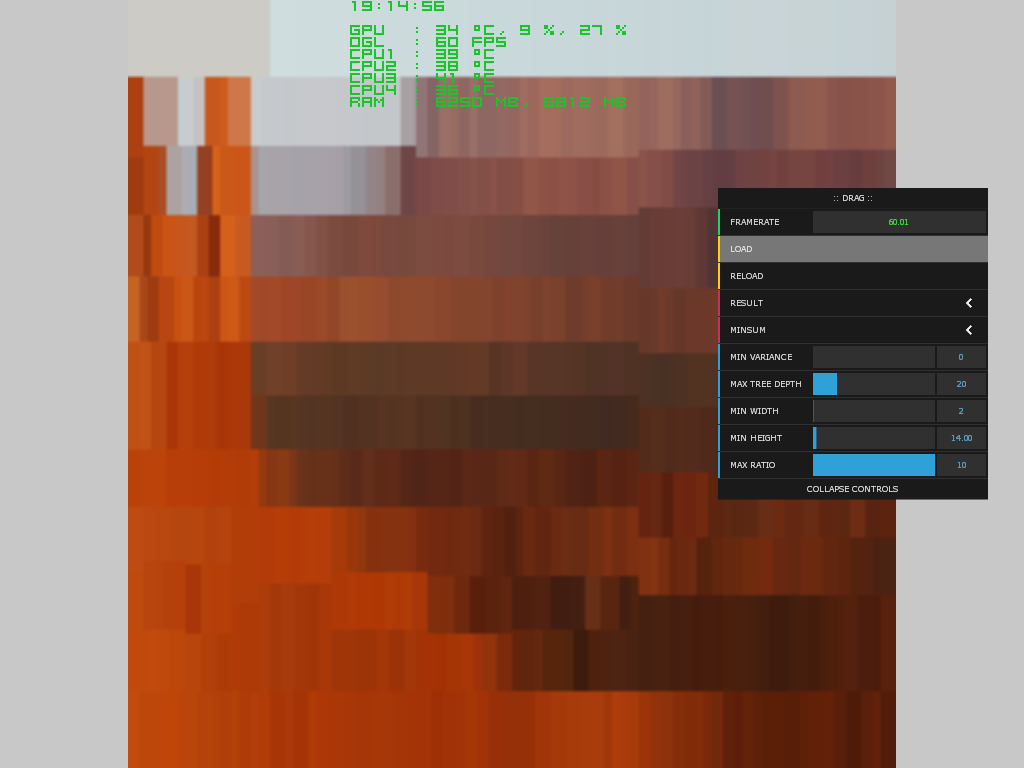 19:14:56
GPU : 34 °C, 9 %, 27 %
OGL : 60 FPS
CPU1 : 39 °C
CPU2 : 38 °C
CPU3 : 41 °C
CPU4 : 36 °C
RAM : 6250 MB, 6812 MB
:: DRAG ::
FRAMERATE 60.01
LOAD
RELOAD
RESULT
MINSUM
MIN VARIANCE 0
MAX TREE DEPTH 20
MIN WIDTH 2
MIN HEIGHT 14.00
MAX RATIO 10
COLLAPSE CONTROLS